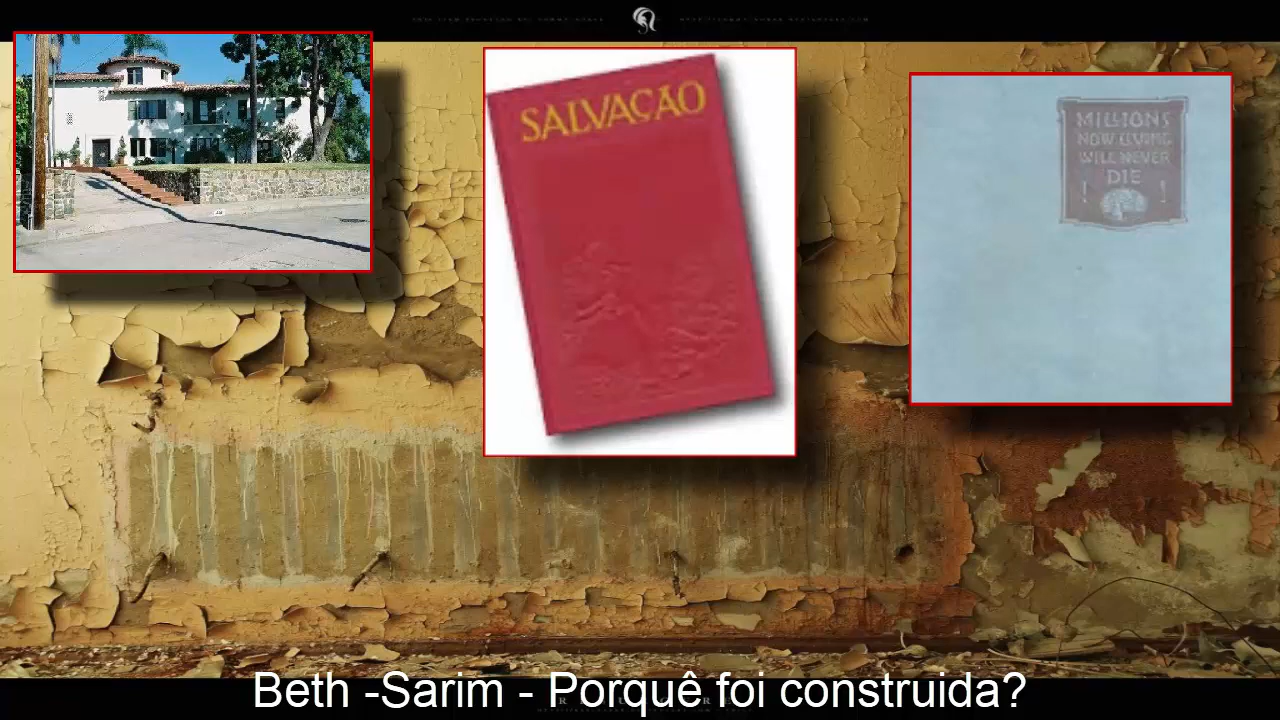 SALVAÇÃO
MILLIONS
NOW LIVING
WILL NEVER
DIE
! !
Beth -Sarim - Porquê foi construida?